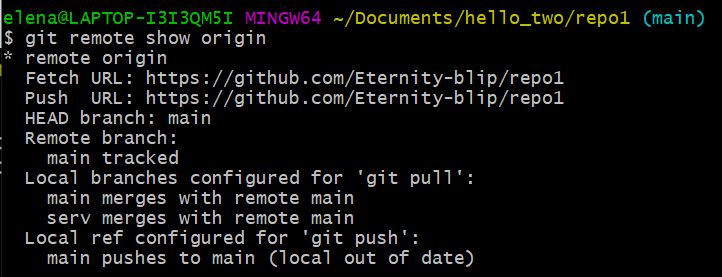 elena@LAPTOP-I3I3QM5I MINGW64 ~/Documents/hello_two/repo1 (main)
$ git remote show origin
* remote origin
  Fetch URL: https://github.com/Eternity-blip/repo1
  Push  URL: https://github.com/Eternity-blip/repo1
  HEAD branch: main
  Remote branch:
    main tracked
  Local branches configured for 'git pull':
    main merges with remote main
    serv merges with remote main
  Local ref configured for 'git push':
    main pushes to main (local out of date)